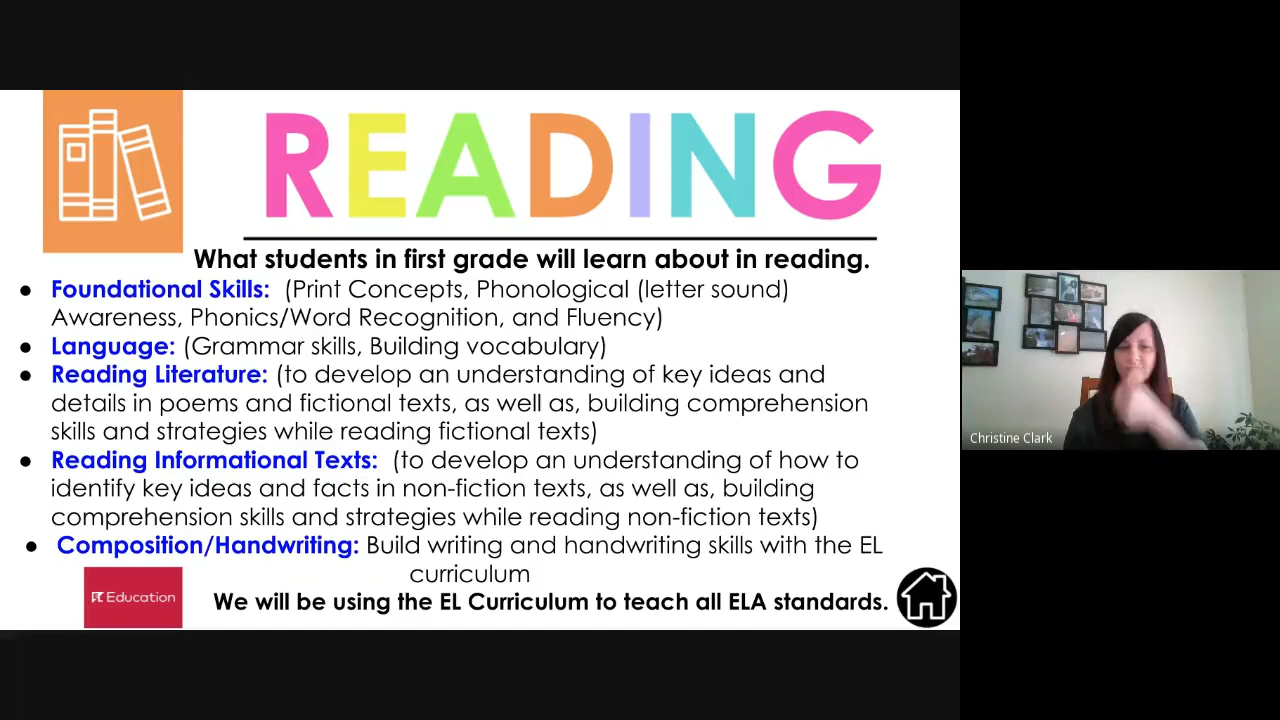 READING
What students in first grade will learn about in reading.
● Foundational Skills: (Print Concepts, Phonological (letter sound)
Awareness, Phonics/Word Recognition, and Fluency)
● Language: (Grammar skills, Building vocabulary)
● Reading Literature: (to develop an understanding of key ideas and
details in poems and fictional texts, as well as, building comprehension
skills and strategies while reading fictional texts)
● Reading Informational Texts: (to develop an understanding of how to
identify key ideas and facts in non-fiction texts, as well as, building
comprehension skills and strategies while reading non-fiction texts)
● Composition/Handwriting: Build writing and handwriting skills with the EL
curriculum
Education
We will be using the EL Curriculum to teach all ELA standards.
Christine Clark